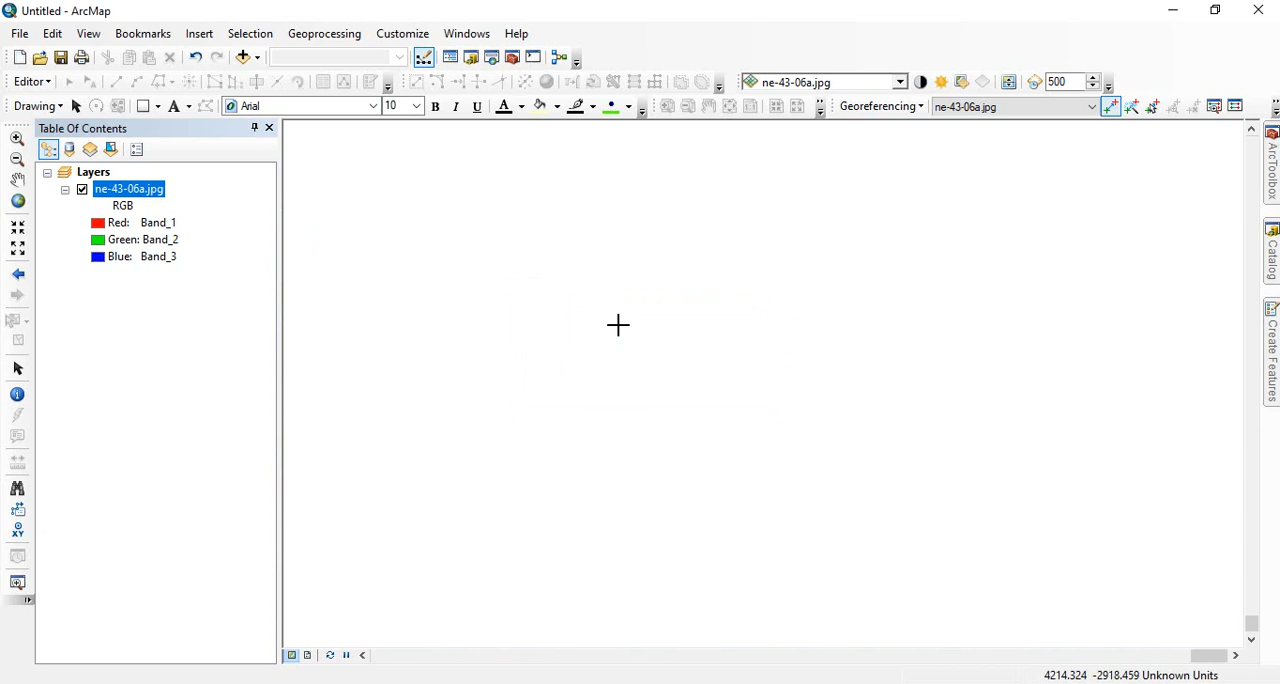 Untitled - ArcMap
File Edit View Bookmarks Insert Selection Geoprocessing Customize Windows Help
Editor ne-43-06a.jpg 500
Drawing A Arial 10 B I U A Georeferencing ne-43-06a.jpg
Table Of Contents
Layers
ne-43-06a.jpg
RGB
Red: Band_1
Green: Band_2
Blue: Band_3
XY
ArcToolbox
Catalog
Create Features
4214.324 -2918.459 Unknown Units